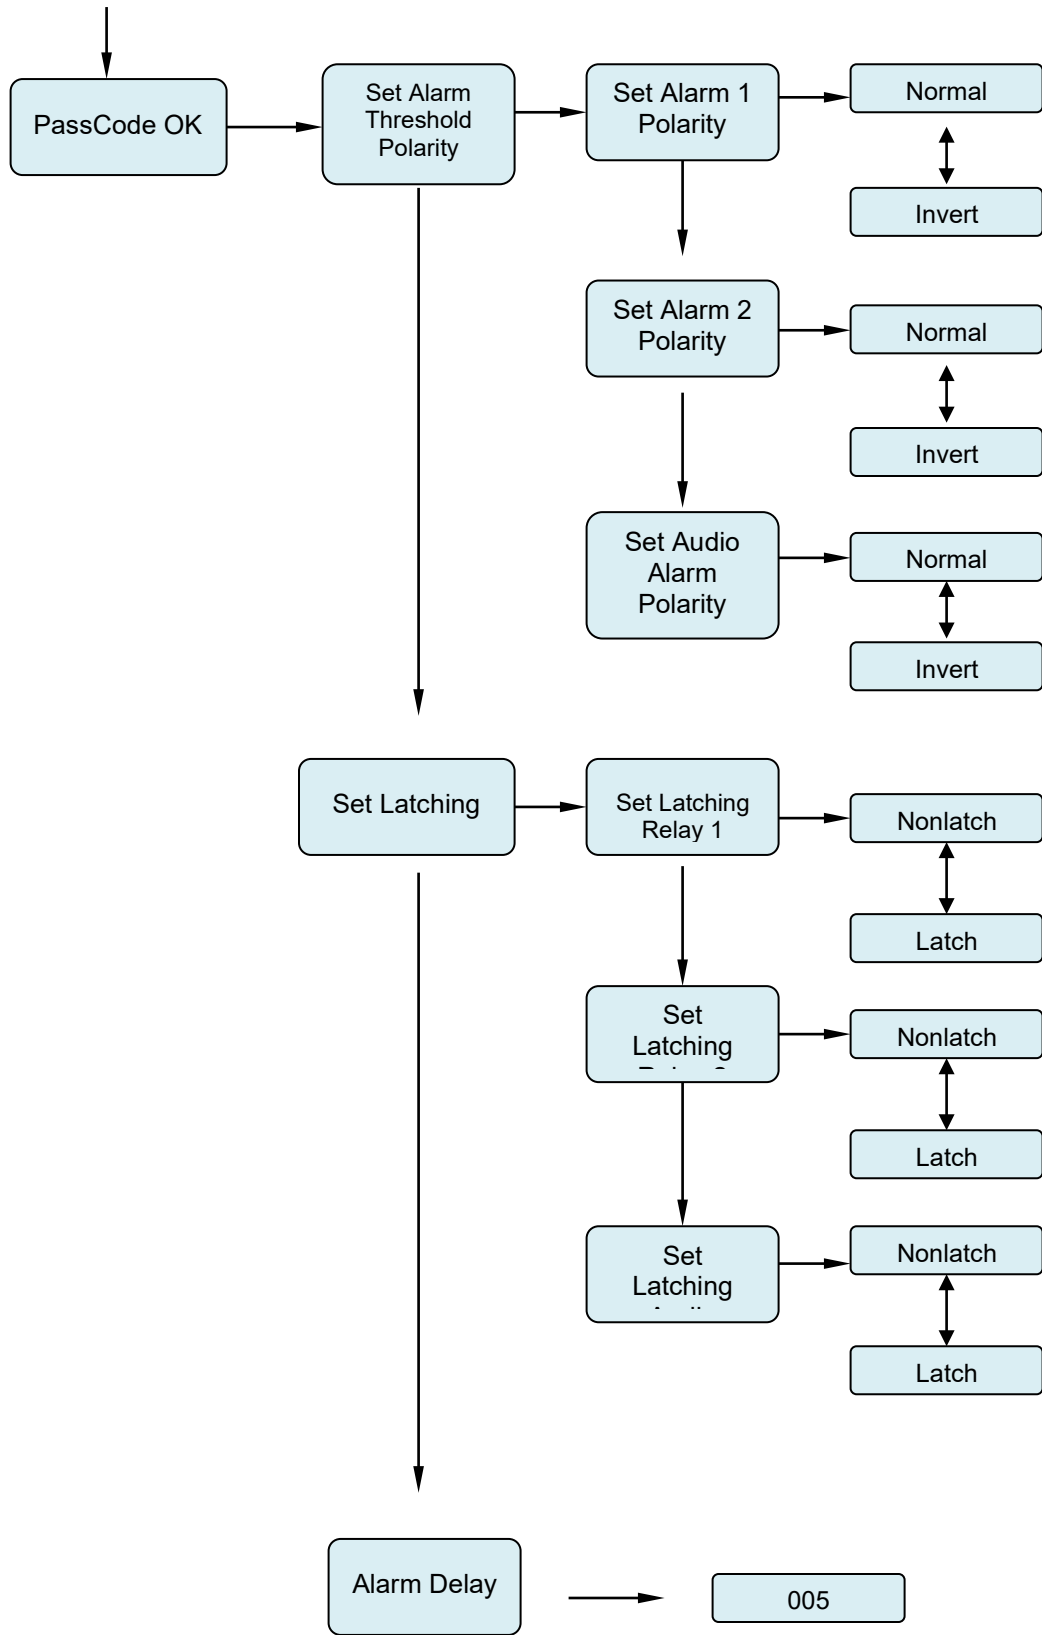 PassCode OK
Set Alarm
Threshold
Polarity
Set Alarm 1
Polarity
Normal
Invert
Set Alarm 2
Polarity
Normal
Invert
Set Audio
Alarm
Polarity
Normal
Invert
Set Latching
Set Latching
Relay 1
Nonlatch
Latch
Set
Latching
Nonlatch
Latch
Set
Latching
Nonlatch
Latch
Alarm Delay
005